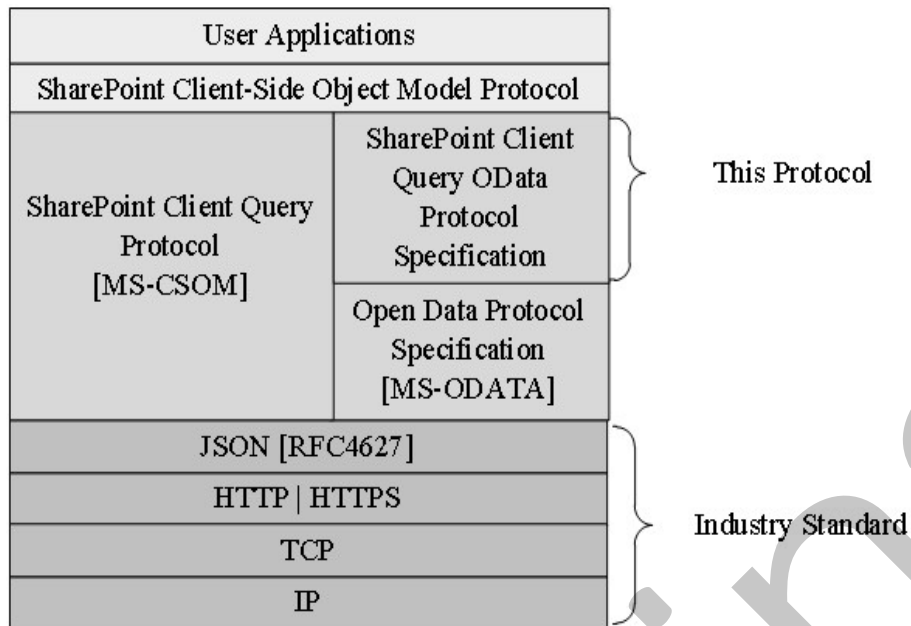 User Applications
SharePoint Client-Side Object Model Protocol
SharePoint Client Query
Protocol
[MS-CSOM]
SharePoint Client
Query OData
Protocol
Specification
This Protocol
Open Data Protocol
Specification
[MS-ODATA]
JSON [RFC4627]
HTTP | HTTPS
TCP
IP
Industry Standard